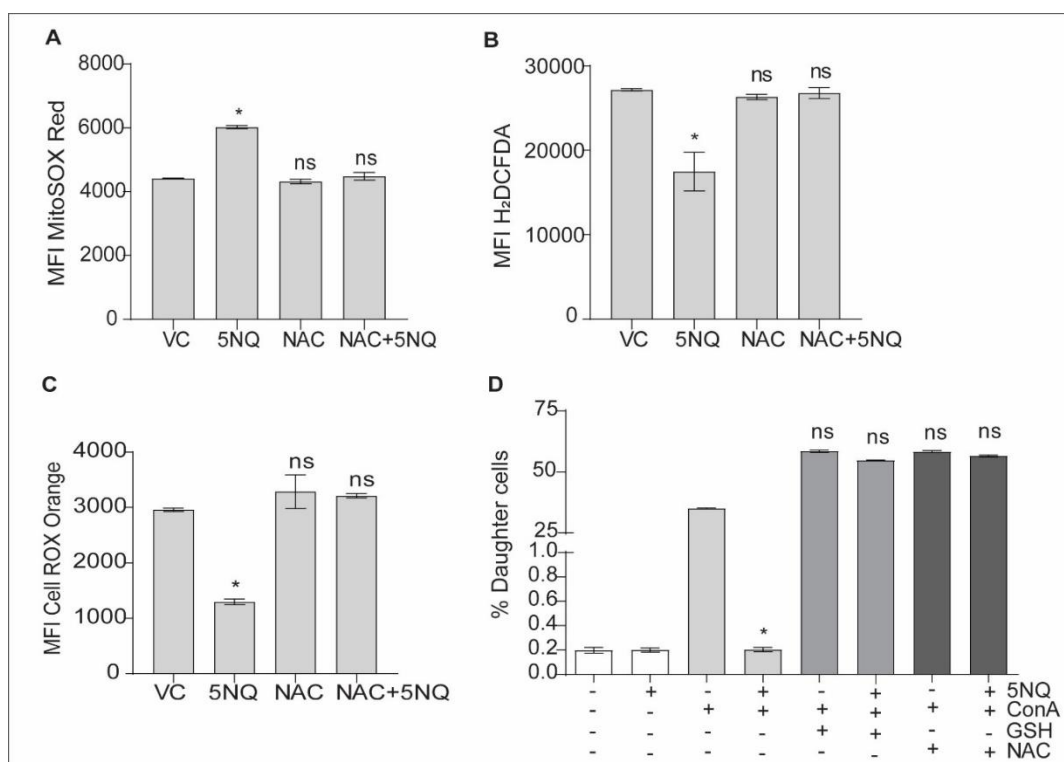 A
MFI MitoSOX Red
8000
6000
4000
2000
0
*
ns
ns
VC 5NQ NAC NAC+5NQ
B
MFI H₂DCFDA
30000
20000
10000
0
*
ns
ns
VC 5NQ NAC NAC+5NQ
C
MFI Cell ROX Orange
4000
3000
2000
1000
0
*
ns
ns
VC 5NQ NAC NAC+5NQ
D
% Daughter cells
75
50
25
1.0
0.8
0.6
0.4
0.2
0.0
*
ns
ns
ns
ns
- + - + - + - + 5NQ
- - + + + + + + ConA
- - - - + + - - GSH
- - - - - - + + NAC